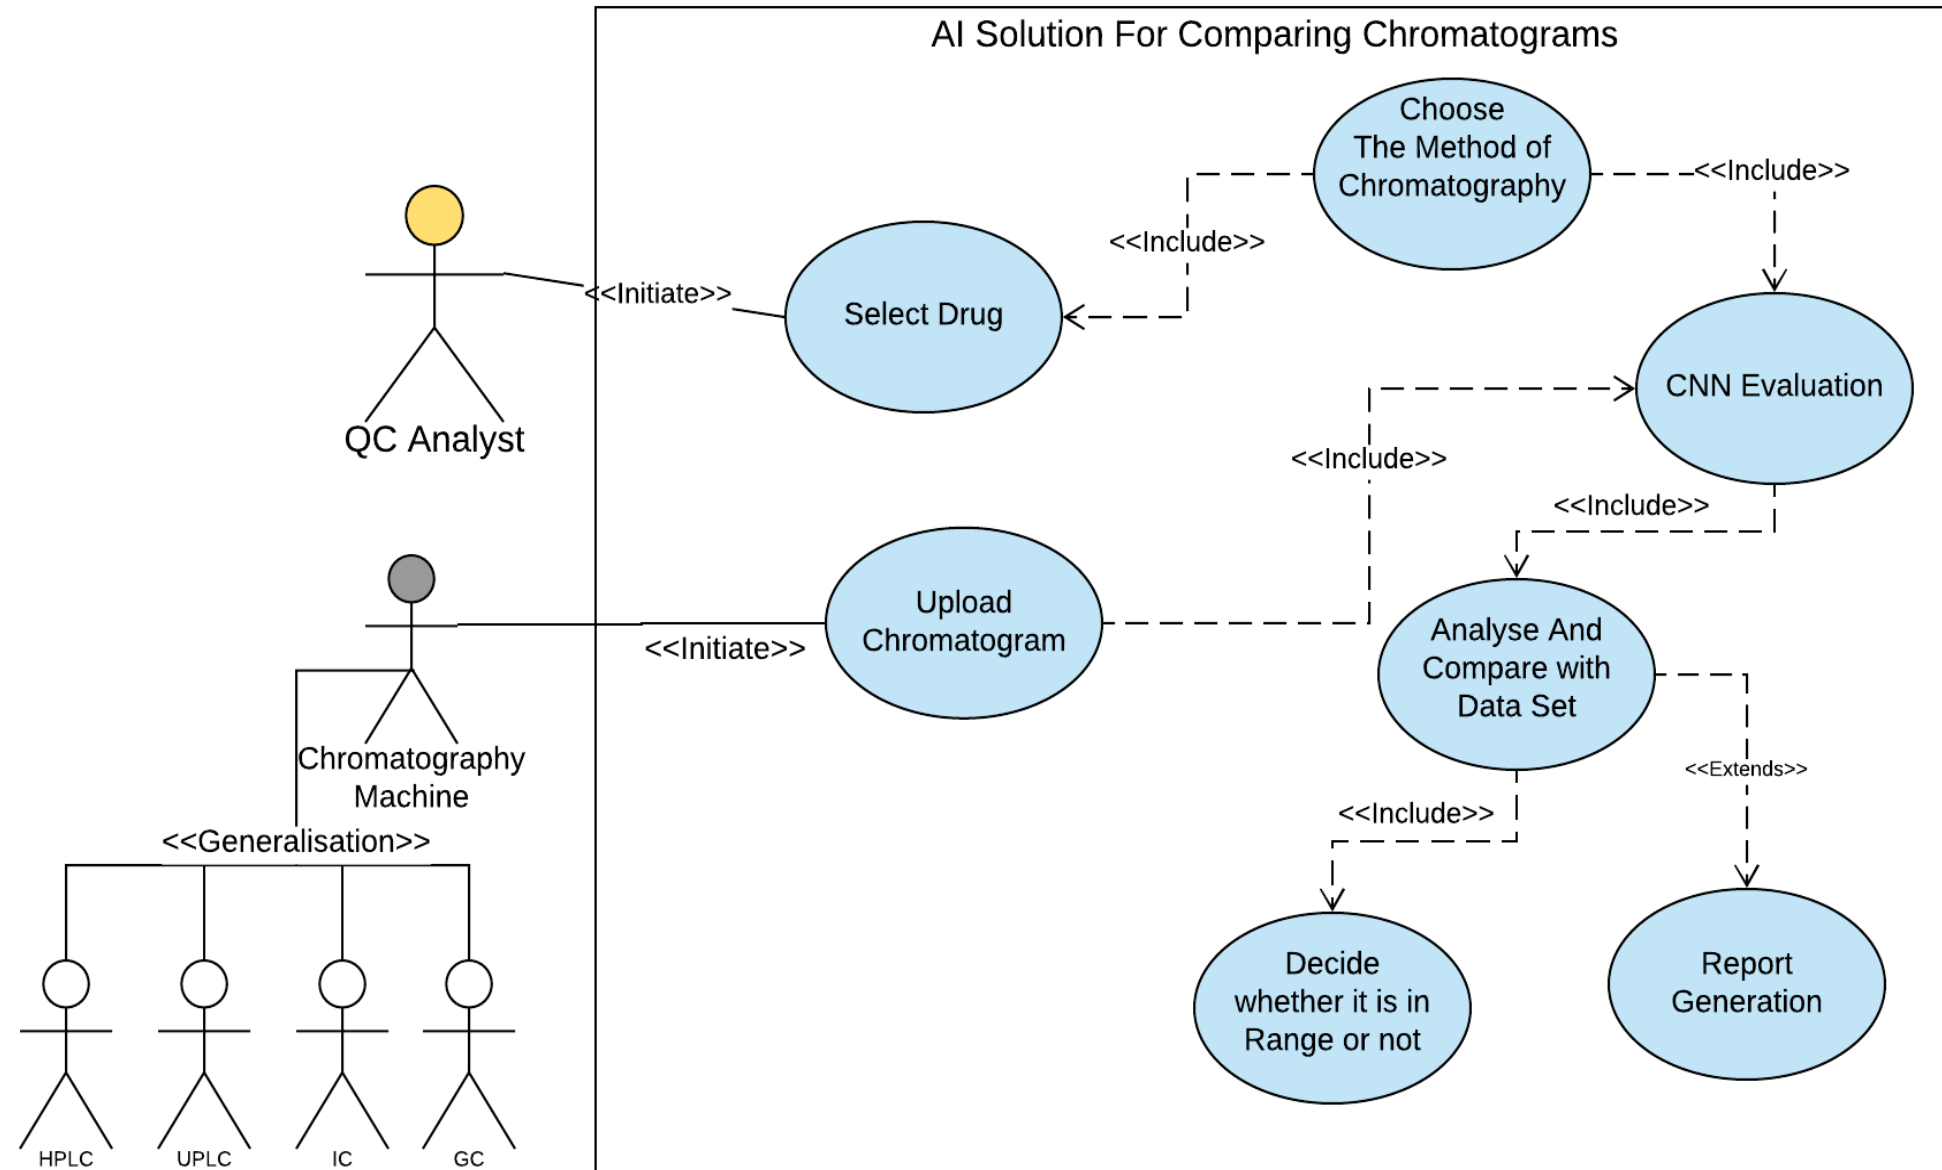 AI Solution For Comparing Chromatograms
Choose
The Method of
Chromatography
<<Include>>
<<Include>>
<<Initiate>>
Select Drug
CNN Evaluation
QC Analyst
<<Include>>
<<Include>>
Upload
Chromatogram
<<Initiate>>
Analyse And
Compare with
Data Set
Chromatography
Machine
<<Extends>>
<<Include>>
<<Generalisation>>
Decide
whether it is in
Range or not
Report
Generation
HPLC
UPLC
IC
GC